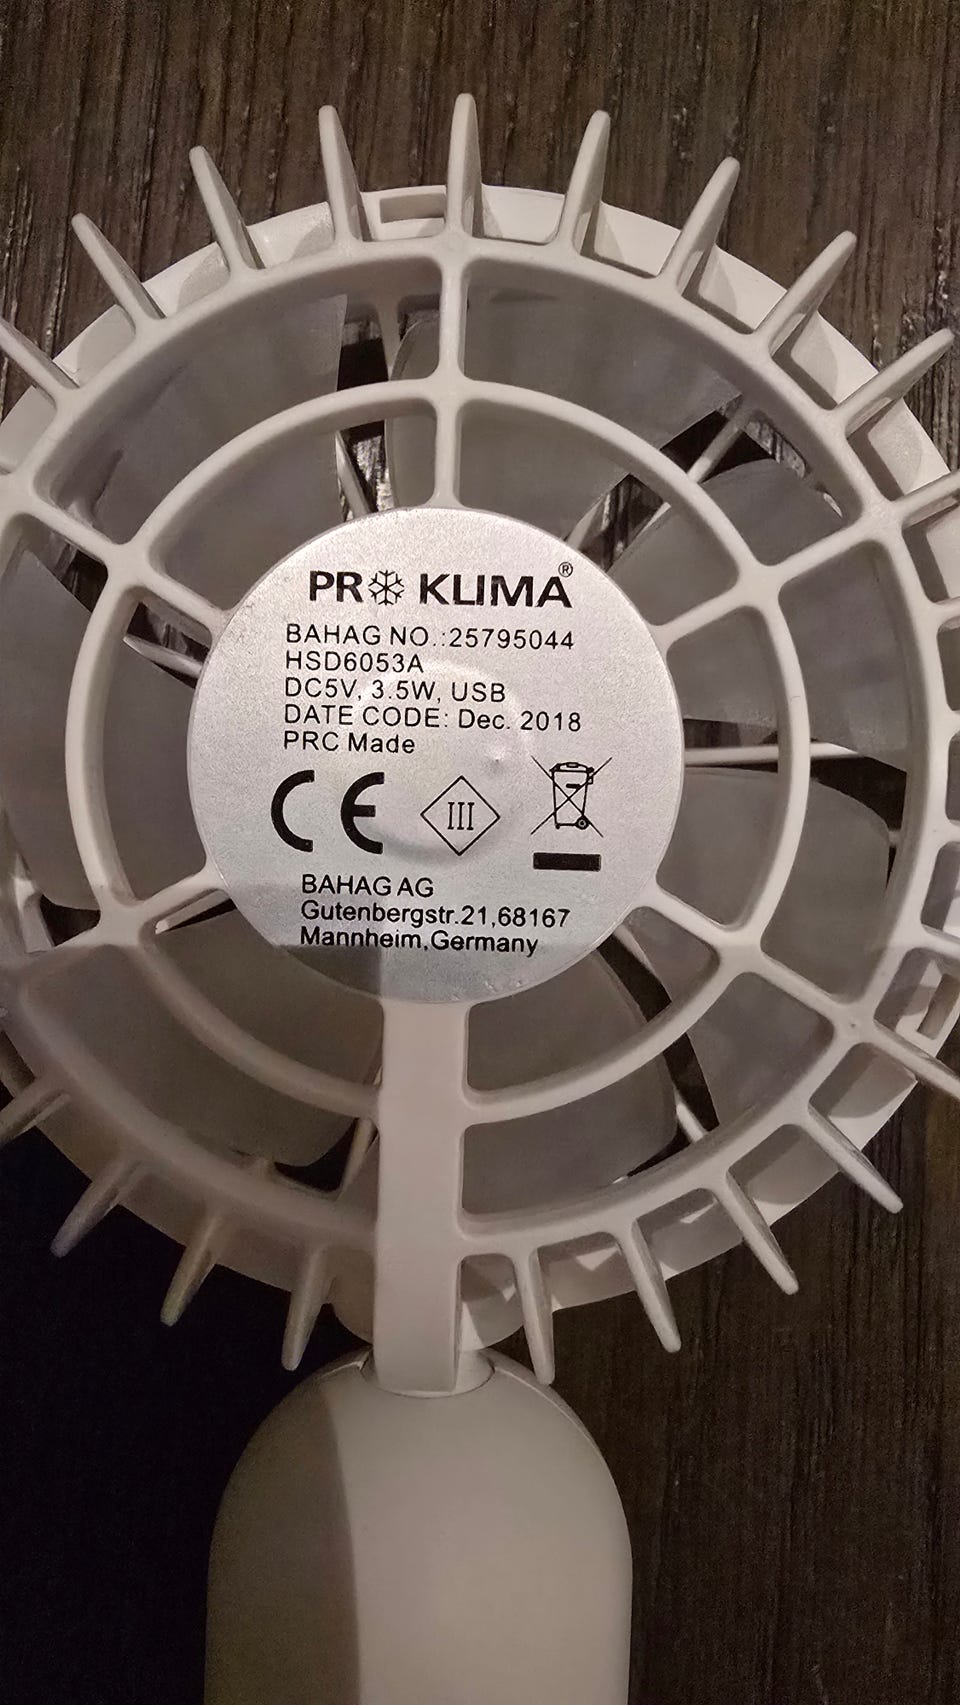 PRO KLIMA®
BAHAG NO.:25795044
HSD6053A
DC5V, 3.5W, USB
DATE CODE: Dec. 2018
PRC Made
CE III
BAHAG AG
Gutenbergstr.21,68167
Mannheim,Germany